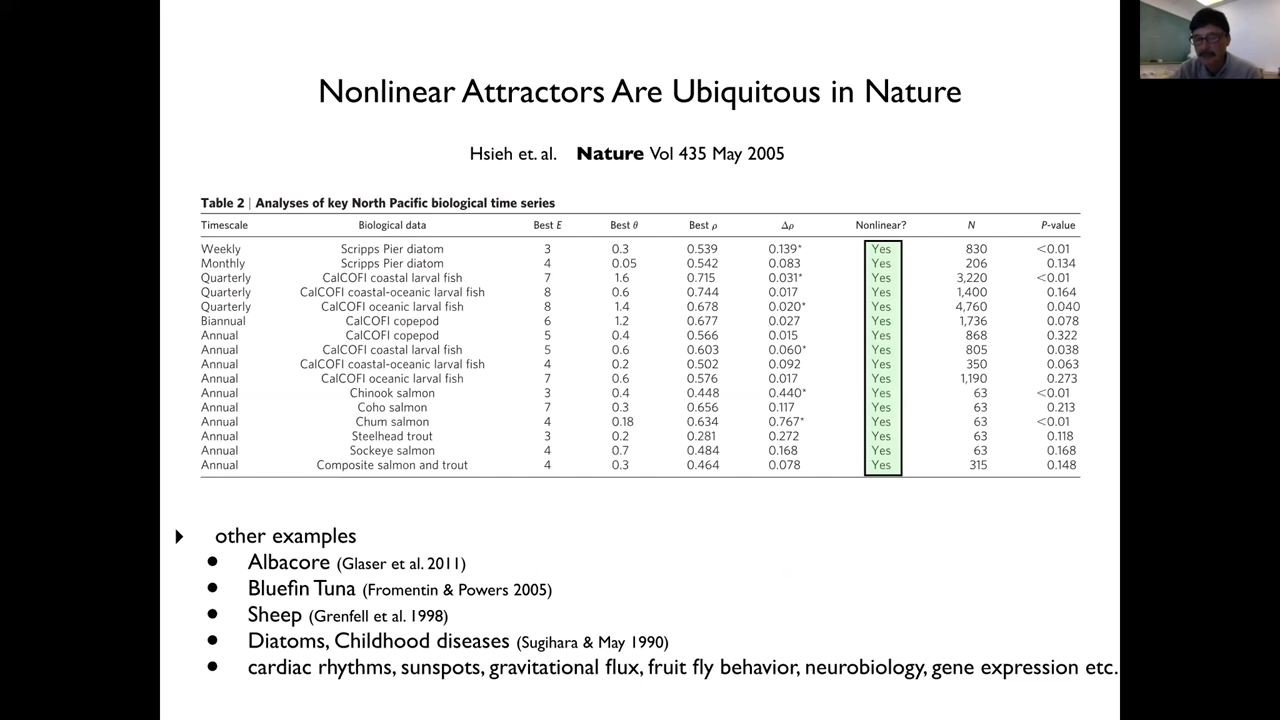 Nonlinear Attractors Are Ubiquitous in Nature
Hsieh et. al. Nature Vol 435 May 2005
Table 2 | Analyses of key North Pacific biological time series
Timescale Biological data Best E Best θ Best ρ Δρ Nonlinear? N P-value
Weekly Scripps Pier diatom 3 0.3 0.539 0.139* Yes 830 <0.01
Monthly Scripps Pier diatom 4 0.05 0.542 0.083 Yes 206 0.134
Quarterly CalCOFI coastal larval fish 7 1.6 0.715 0.031* Yes 3,220 <0.01
Quarterly CalCOFI coastal-oceanic larval fish 8 0.6 0.744 0.017 Yes 1,400 0.164
Quarterly CalCOFI oceanic larval fish 8 1.4 0.678 0.020* Yes 4,760 0.040
Biannual CalCOFI copepod 6 1.2 0.677 0.027 Yes 1,736 0.078
Annual CalCOFI copepod 5 0.4 0.566 0.015 Yes 868 0.322
Annual CalCOFI coastal larval fish 5 0.6 0.603 0.060* Yes 805 0.038
Annual CalCOFI coastal-oceanic larval fish 4 0.2 0.502 0.092 Yes 350 0.063
Annual CalCOFI oceanic larval fish 7 0.6 0.576 0.017 Yes 1,190 0.273
Annual Chinook salmon 3 0.4 0.448 0.440* Yes 63 <0.01
Annual Coho salmon 7 0.3 0.656 0.117 Yes 63 0.213
Annual Chum salmon 4 0.18 0.634 0.767* Yes 63 <0.01
Annual Steelhead trout 3 0.2 0.281 0.272 Yes 63 0.118
Annual Sockeye salmon 4 0.7 0.484 0.168 Yes 63 0.168
Annual Composite salmon and trout 4 0.3 0.464 0.078 Yes 315 0.148
other examples
• Albacore (Glaser et al. 2011)
• Bluefin Tuna (Fromentin & Powers 2005)
• Sheep (Grenfell et al. 1998)
• Diatoms, Childhood diseases (Sugihara & May 1990)
• cardiac rhythms, sunspots, gravitational flux, fruit fly behavior, neurobiology, gene expression etc.